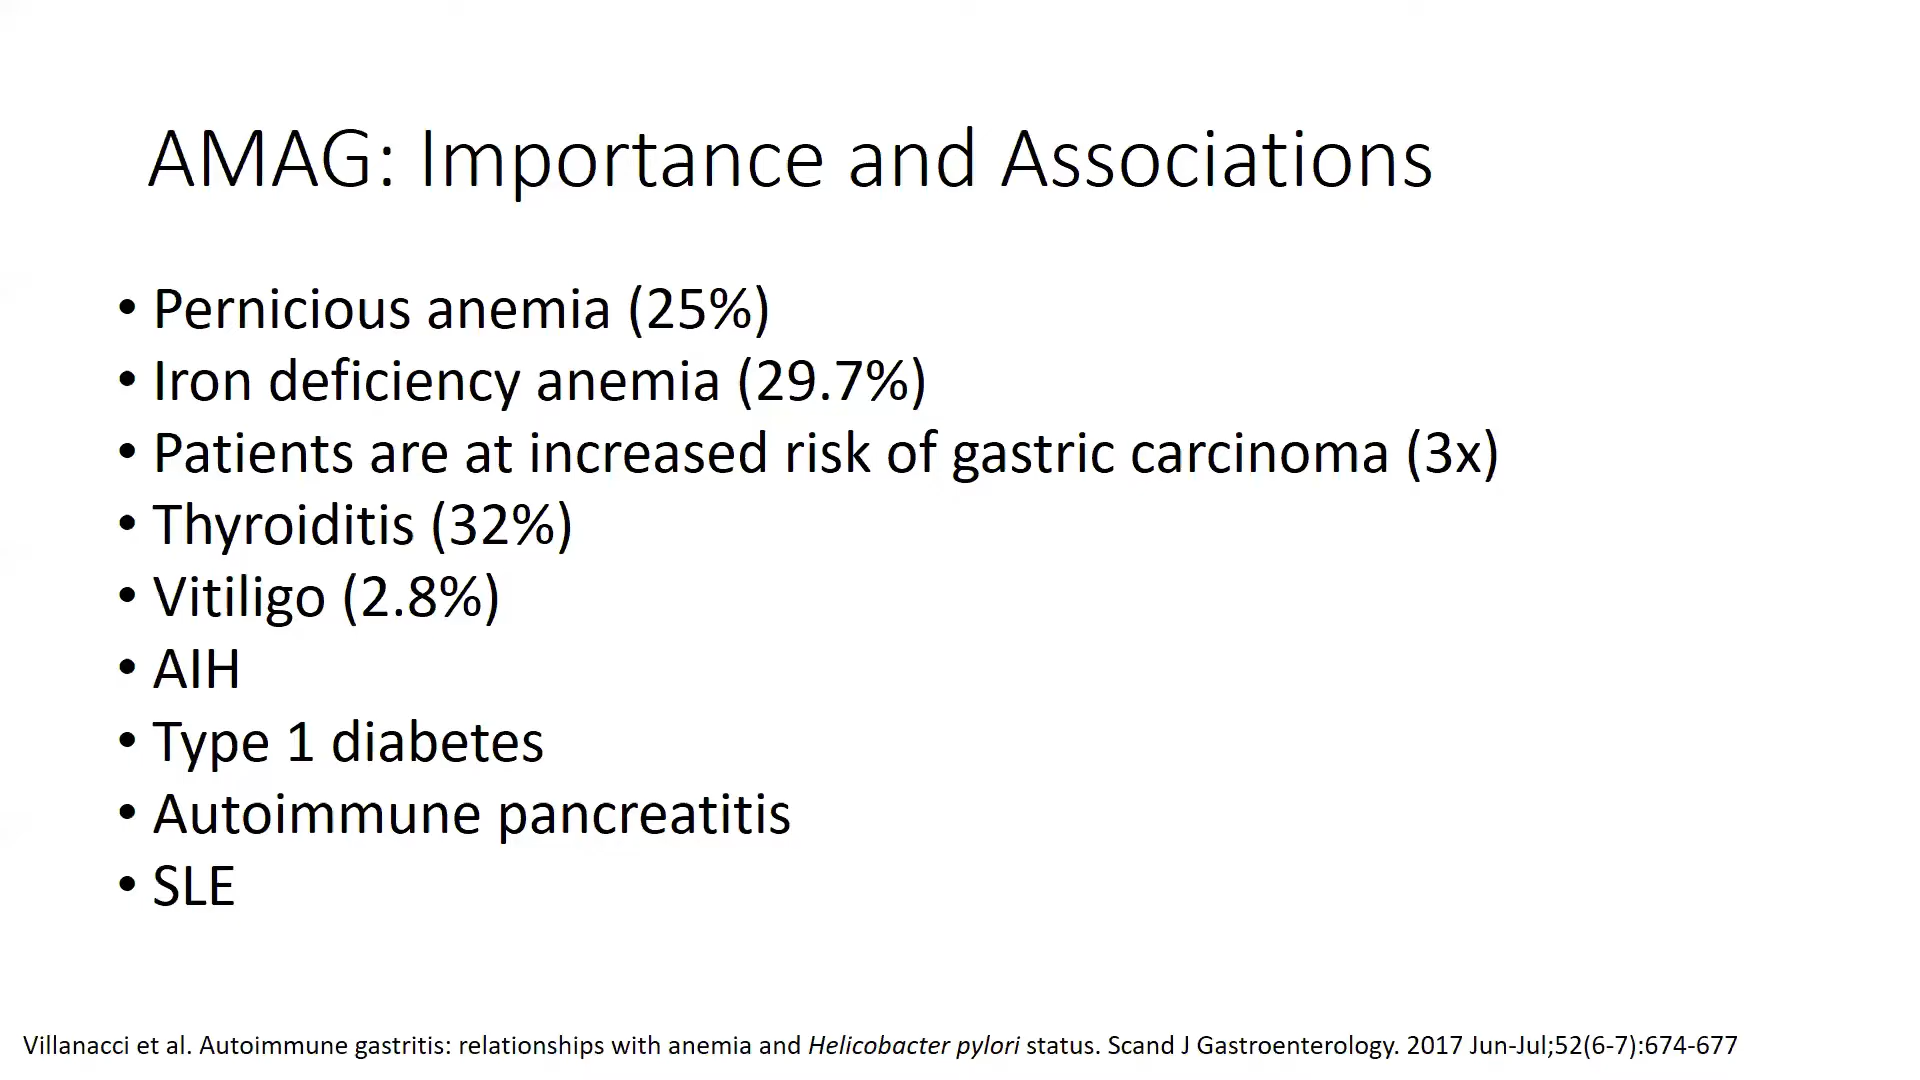 AMAG: Importance and Associations
• Pernicious anemia (25%)
• Iron deficiency anemia (29.7%)
• Patients are at increased risk of gastric carcinoma (3x)
• Thyroiditis (32%)
• Vitiligo (2.8%)
• AIH
• Type 1 diabetes
• Autoimmune pancreatitis
• SLE
Villanacci et al. Autoimmune gastritis: relationships with anemia and Helicobacter pylori status. Scand J Gastroenterology. 2017 Jun-Jul;52(6-7):674-677